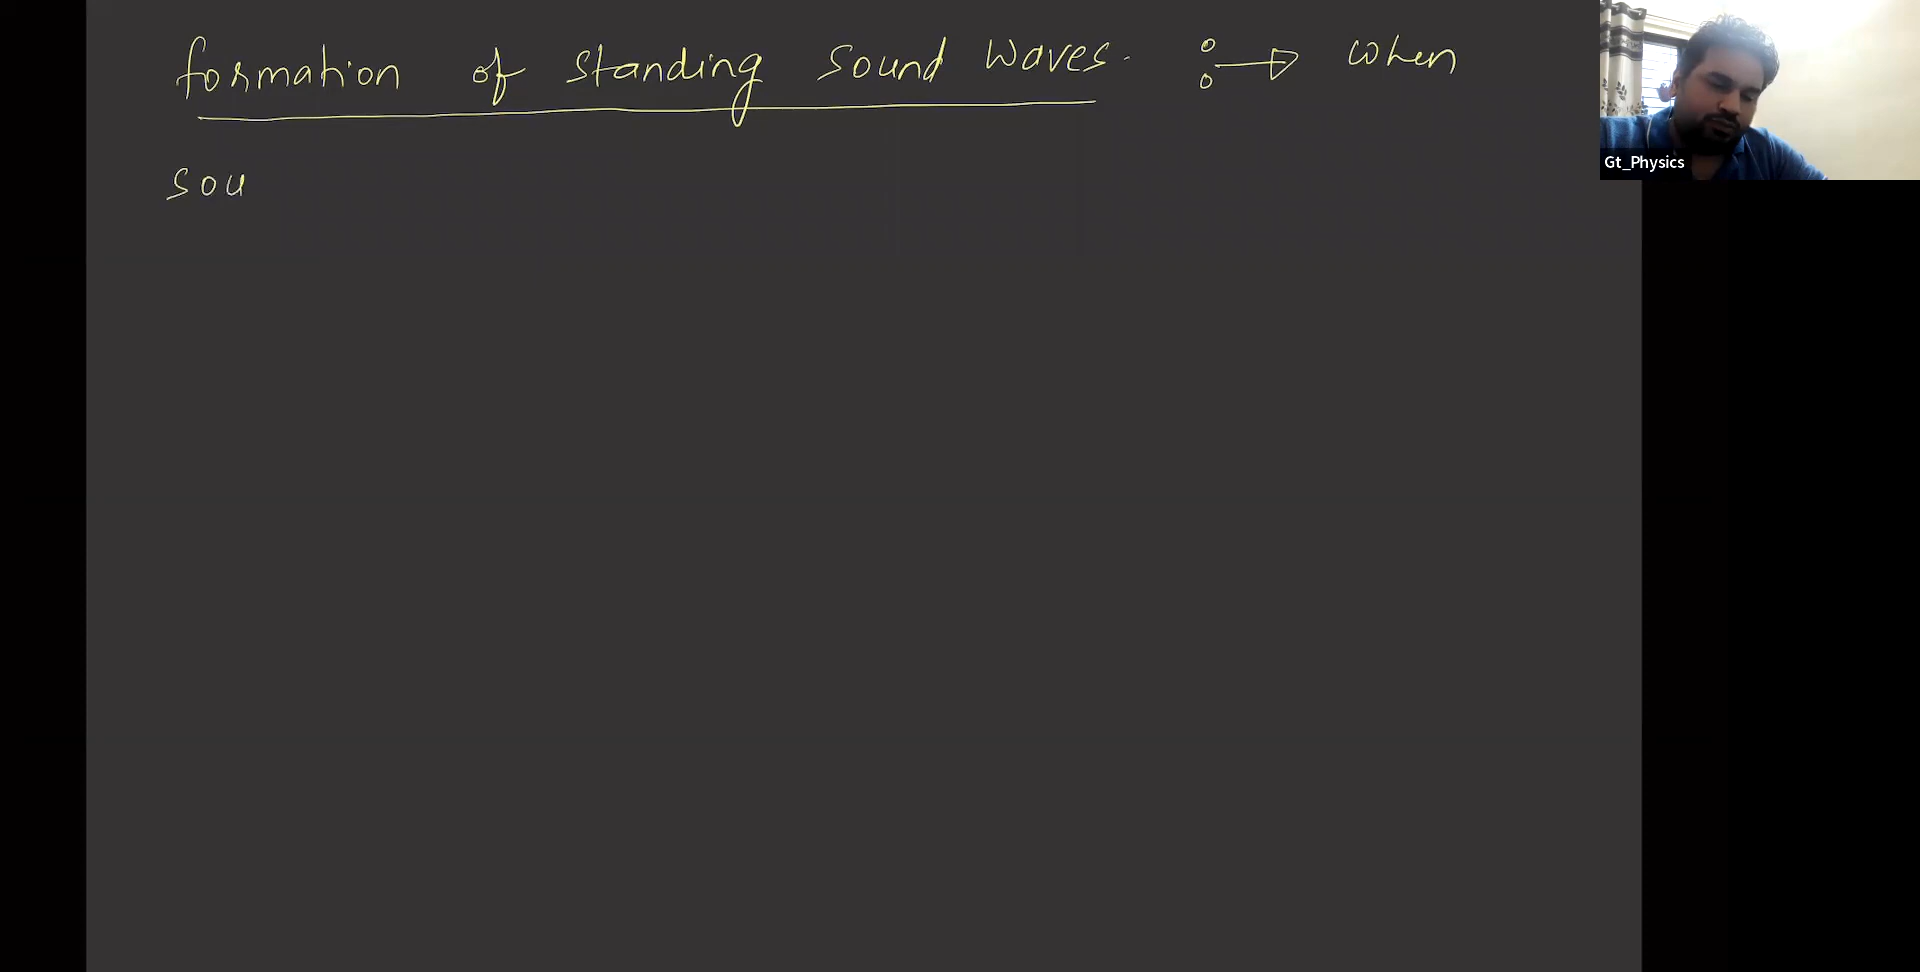 formation of standing sound waves. :→ when
sou
Gt_Physics